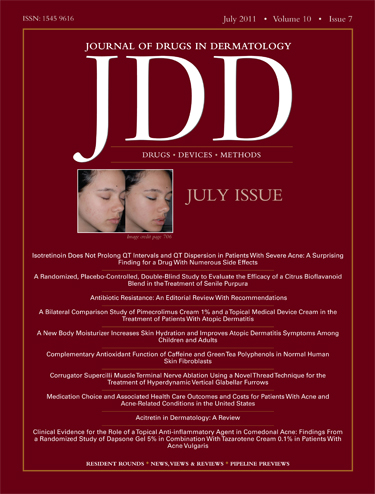 ISSN: 1545 9616
July 2011 • Volume 10 • Issue 7
JOURNAL OF DRUGS IN DERMATOLOGY
JDD
DRUGS • DEVICES • METHODS
JULY ISSUE
Image credit page 706
Isotretinoin Does Not Prolong QT Intervals and QT Dispersion in Patients With Severe Acne: A Surprising
Finding for a Drug With Numerous Side Effects
A Randomized, Placebo-Controlled, Double-Blind Study to Evaluate the Efficacy of a Citrus Bioflavanoid
Blend in the Treatment of Senile Purpura
Antibiotic Resistance: An Editorial Review With Recommendations
A Bilateral Comparison Study of Pimecrolimus Cream 1% and a Topical Medical Device Cream in the
Treatment of Patients With Atopic Dermatitis
A New Body Moisturizer Increases Skin Hydration and Improves Atopic Dermatitis Symptoms Among
Children and Adults
Complementary Antioxidant Function of Caffeine and Green Tea Polyphenols in Normal Human
Skin Fibroblasts
Corrugator Supercilli Muscle Terminal Nerve Ablation Using a Novel Thread Technique for the
Treatment of Hyperdynamic Vertical Glabellar Furrows
Medication Choice and Associated Health Care Outcomes and Costs for Patients With Acne and
Acne-Related Conditions in the United States
Acitretin in Dermatology: A Review
Clinical Evidence for the Role of a Topical Anti-inflammatory Agent in Comedonal Acne: Findings From
a Randomized Study of Dapsone Gel 5% in Combination With Tazarotene Cream 0.1% in Patients With
Acne Vulgaris
RESIDENT ROUNDS * NEWS, VIEWS & REVIEWS * PIPELINE PREVIEWS